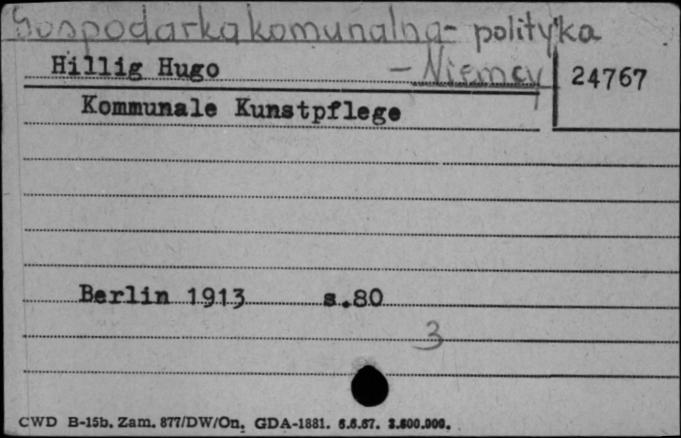 Gospodarka komunalna - polityka
Hillig Hugo - Niemcy 24767
Kommunale Kunstpflege
Berlin 1913 s.80
3
CWD B-15b. Zam. 877/DW/On. GDA-1881. 6.6.67. 3.600.000.